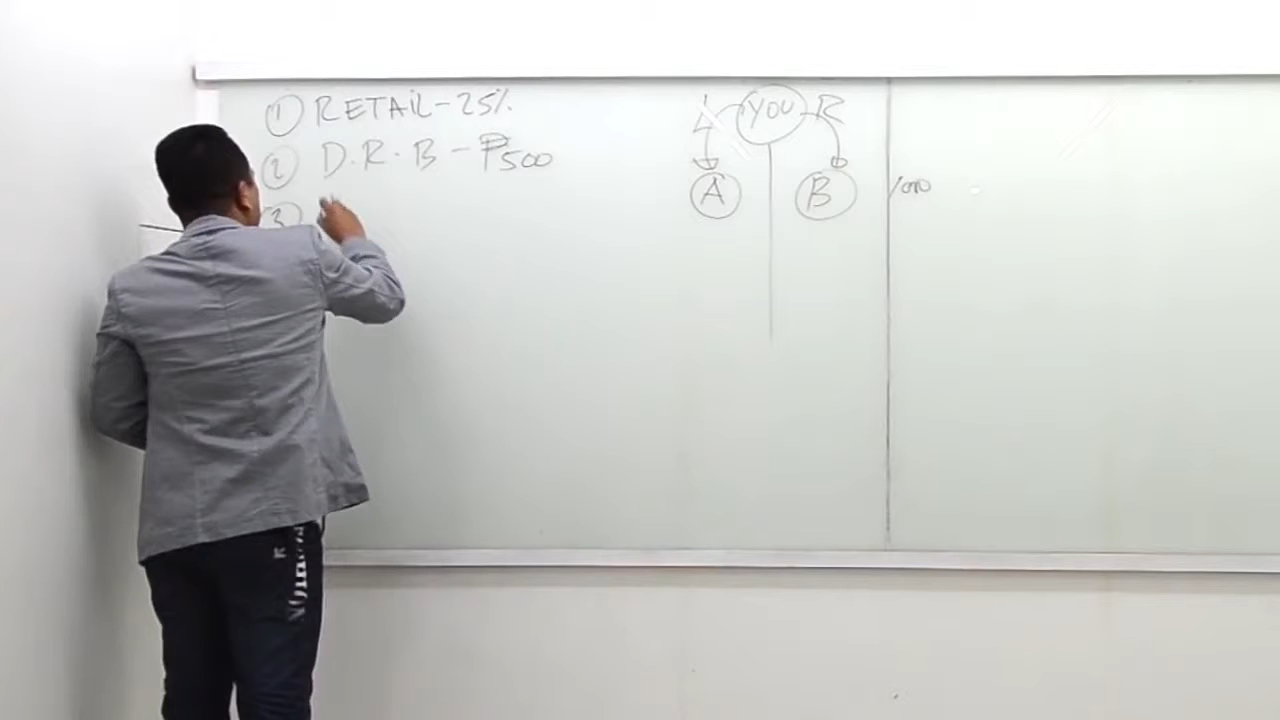 ① RETAIL - 25%
② D.R.B - ₱500
③
L YOU R
A B